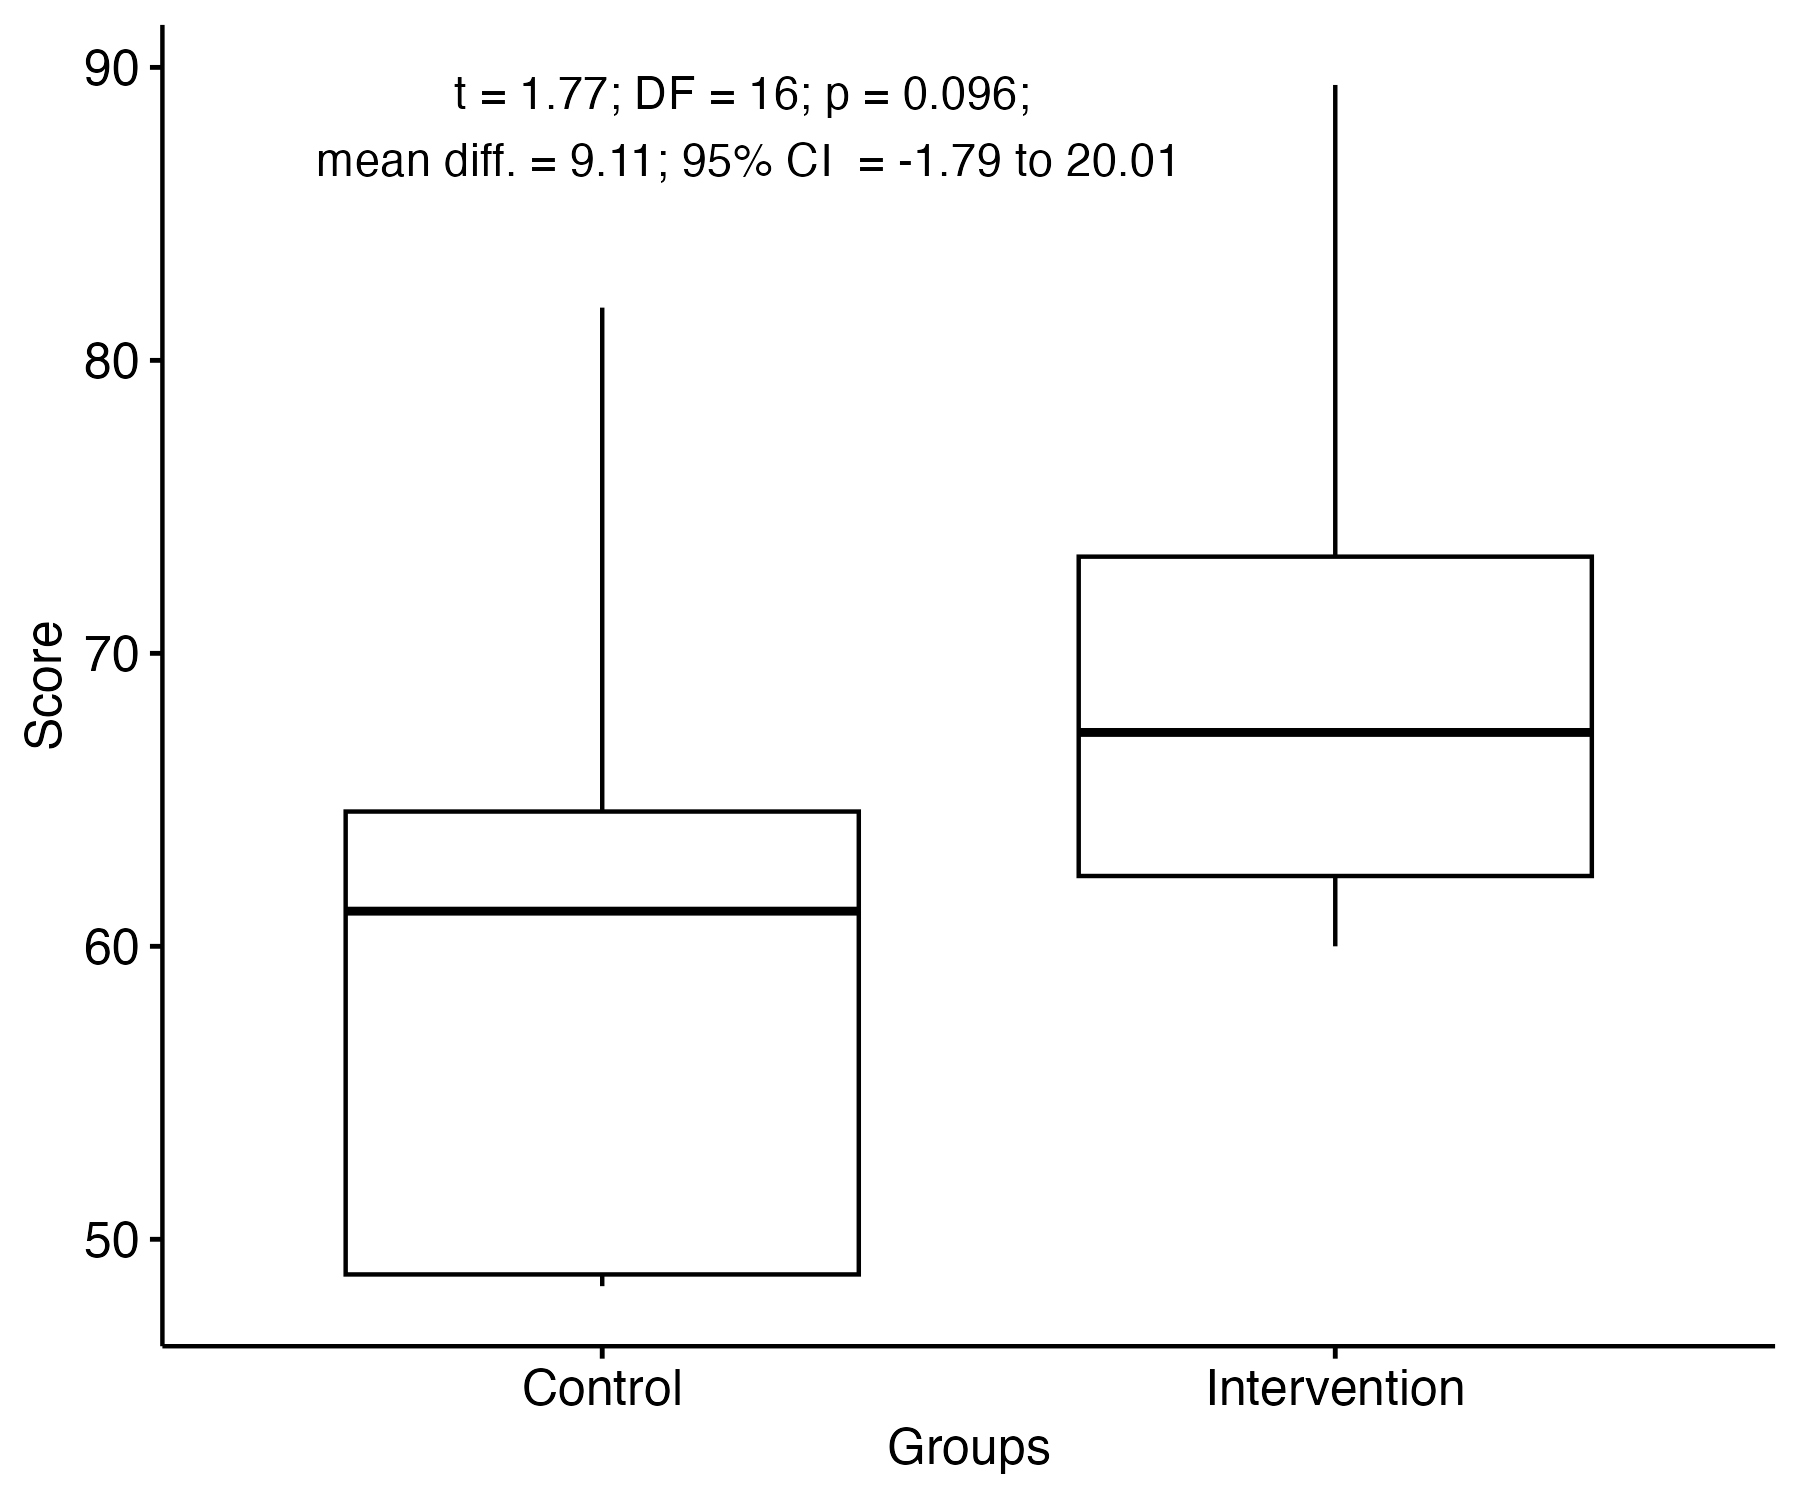 t = 1.77; DF = 16; p = 0.096;
mean diff. = 9.11; 95% CI  = -1.79 to 20.01
90
80
70
60
50
Score
Control
Intervention
Groups